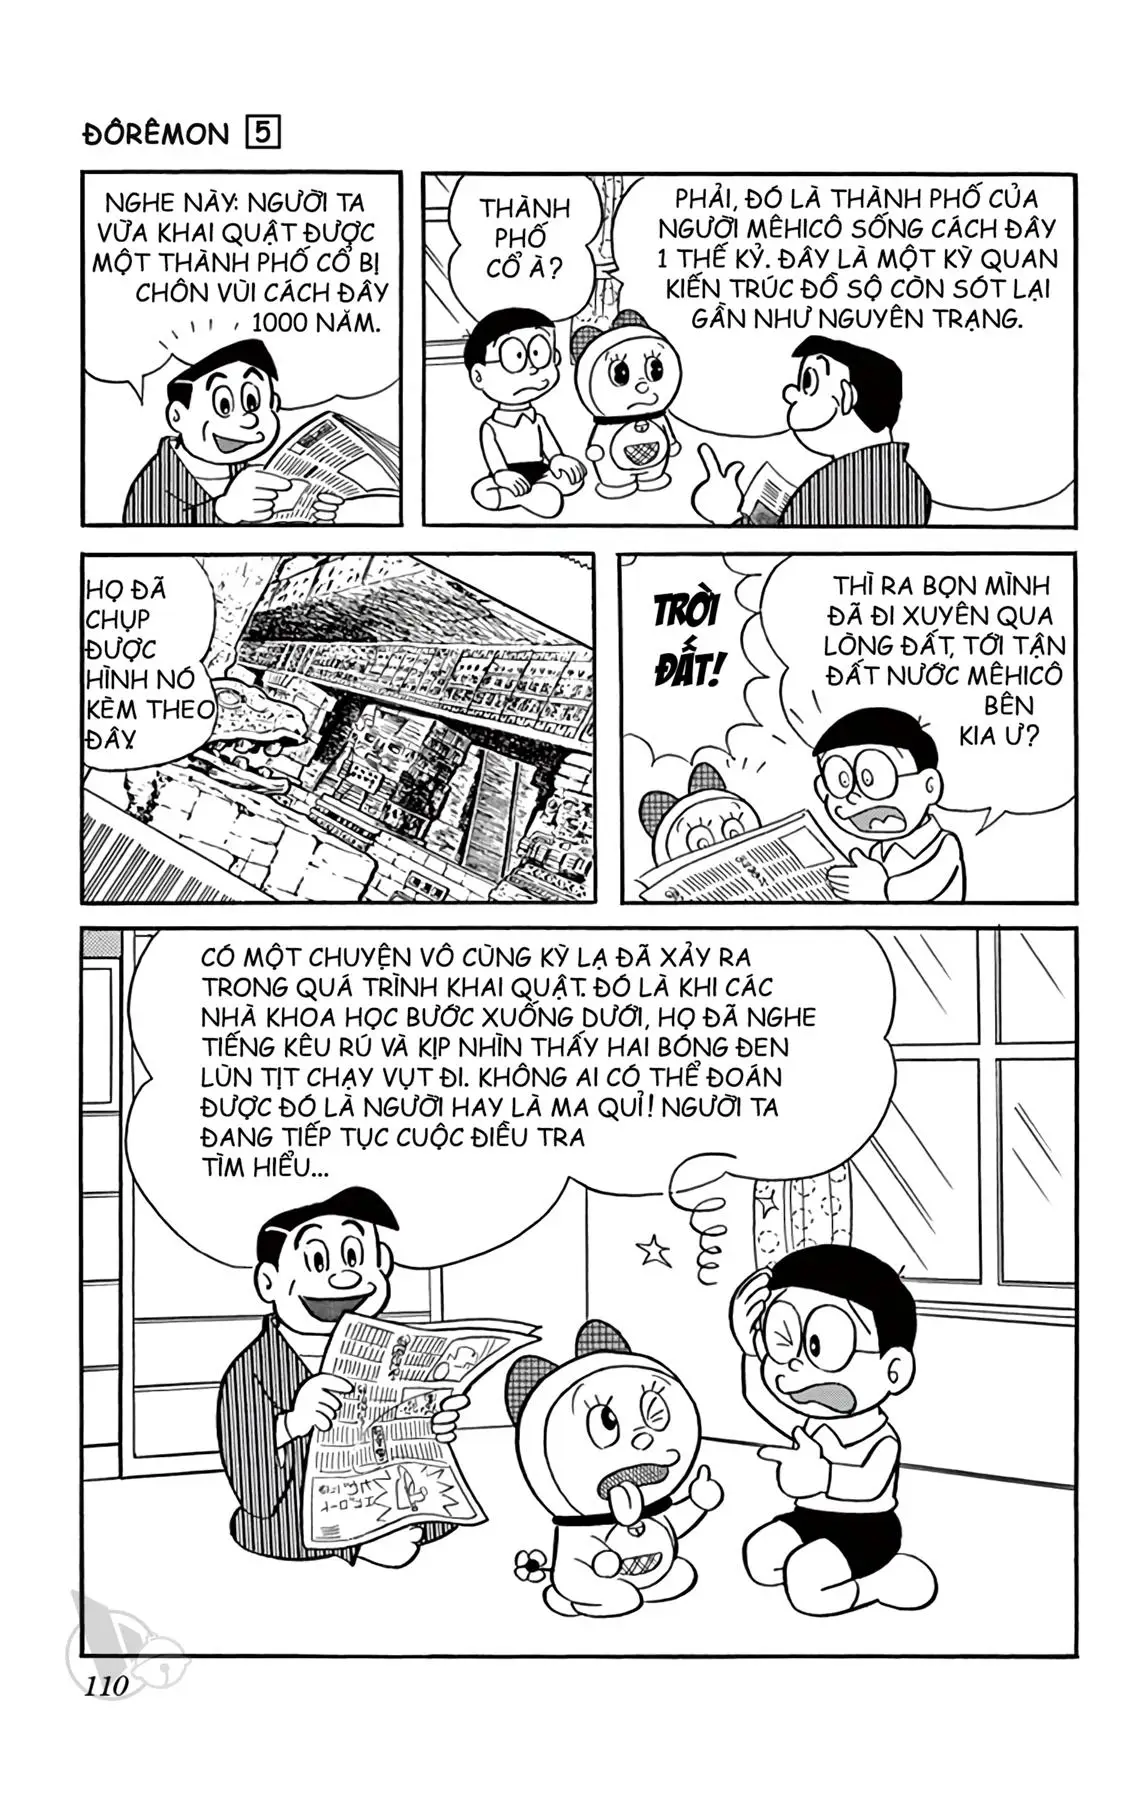 ĐÔRÊMON 5
NGHE NÀY: NGƯỜI TA
VỪA KHAI QUẬT ĐƯỢC
MỘT THÀNH PHỐ CỔ BỊ
CHÔN VÙI CÁCH ĐÂY
1000 NĂM.
THÀNH
PHỐ
CỔ À?
PHẢI, ĐÓ LÀ THÀNH PHỐ CỦA
NGƯỜI MÊHICÔ SỐNG CÁCH ĐÂY
1 THẾ KỶ. ĐÂY LÀ MỘT KỲ QUAN
KIẾN TRÚC ĐỒ SỘ CÒN SÓT LẠI
GẦN NHƯ NGUYÊN TRẠNG.
HỌ ĐÃ
CHỤP
ĐƯỢC
HÌNH NÓ
KÈM THEO
ĐÂY.
TRỜI
ĐẤT!
THÌ RA BỌN MÌNH
ĐÃ ĐI XUYÊN QUA
LÒNG ĐẤT, TỚI TẬN
ĐẤT NƯỚC MÊHICÔ
BÊN
KIA Ư?
CÓ MỘT CHUYỆN VÔ CÙNG KỲ LẠ ĐÃ XẢY RA
TRONG QUÁ TRÌNH KHAI QUẬT. ĐÓ LÀ KHI CÁC
NHÀ KHOA HỌC BƯỚC XUỐNG DƯỚI, HỌ ĐÃ NGHE
TIẾNG KÊU RÚ VÀ KỊP NHÌN THẤY HAI BÓNG ĐEN
LÙN TỊT CHẠY VỤT ĐI. KHÔNG AI CÓ THỂ ĐOÁN
ĐƯỢC ĐÓ LÀ NGƯỜI HAY LÀ MA QUỈ! NGƯỜI TA
ĐANG TIẾP TỤC CUỘC ĐIỀU TRA
TÌM HIỂU...
110